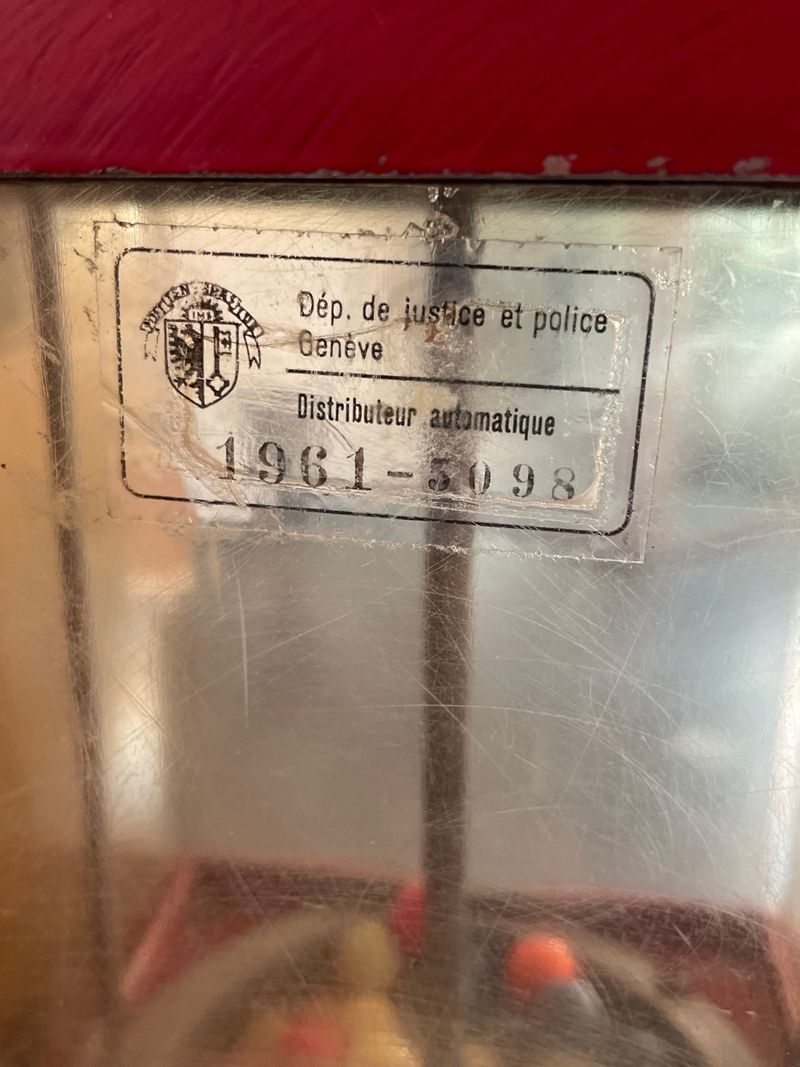 Dép. de justice et police
Genève
Distributeur automatique
1961-5098